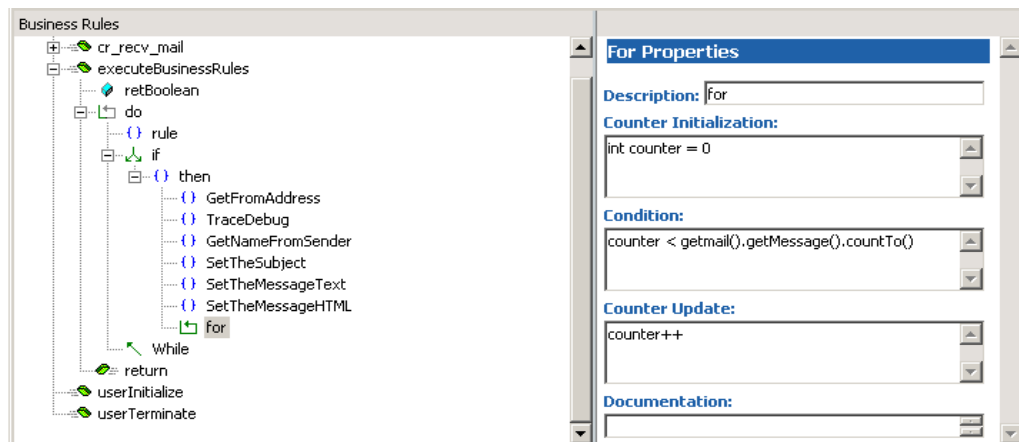 Business Rules
cr_recv_mail
executeBusinessRules
retBoolean
do
{} rule
if
{} then
{} GetFromAddress
{} TraceDebug
{} GetNameFromSender
{} SetTheSubject
{} SetTheMessageText
{} SetTheMessageHTML
for
While
return
userInitialize
userTerminate
For Properties
Description: for
Counter Initialization:
int counter = 0
Condition:
counter < getmail().getMessage().countTo()
Counter Update:
counter++
Documentation: